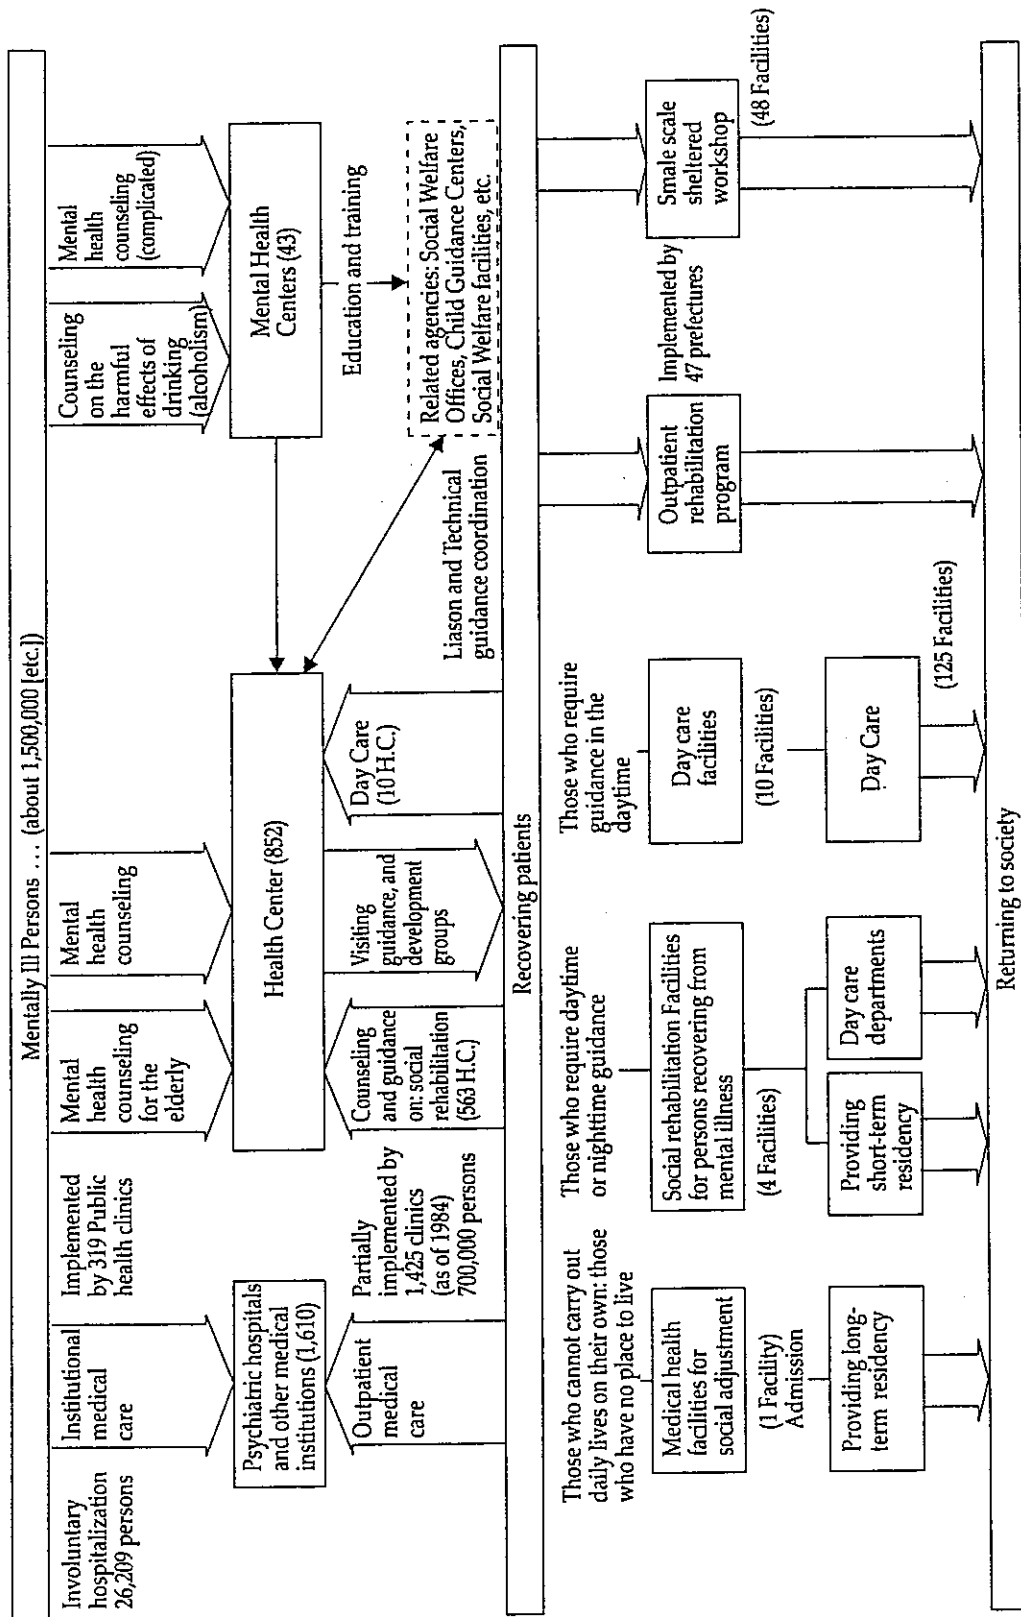 Mentally Ill Persons ... (about 1,500,000 [etc.])
Involuntary
hospitalization
26,209 persons
Institutional
medical
care
Implemented
by 319 Public
health clinics
Mental health
counseling
for the
elderly
Mental
health
counseling
Counseling
on the
harmful
effects of
drinking
(alcoholism)
Mental
health
counseling
(complicated)
Psychiatric hospitals
and other medical
institutions (1,610)
Health Center (852)
Mental Health
Centers (43)
Education and training
Outpatient
medical
care
Partially
implemented by
1,425 clinics
(as of 1984)
700,000 persons
Counseling
and guidance
on: social
rehabilitation
(563 H.C.)
Visiting
guidance, and
development
groups
Day Care
(10 H.C.)
Liason and Technical
guidance coordination
Related agencies: Social Welfare
Offices, Child Guidance Centers,
Social Welfare facilities, etc.
Recovering patients
Those who cannot carry out
daily lives on their own: those
who have no place to live
Those who require daytime
or nighttime guidance
Those who require
guidance in the
daytime
Medical health
facilities for
social adjustment
Social rehabilitation Facilities
for persons recovering from
mental illness
Day care
facilities
Outpatient
rehabilitation
program
Implemented by
47 prefectures
Smale scale
sheltered
workshop
(1 Facility)
Admission
(4 Facilities)
(10 Facilities)
(48 Facilities)
Providing long-
term residency
Providing
short-term
residency
Day care
departments
Day Care
(125 Facilities)
Returning to society